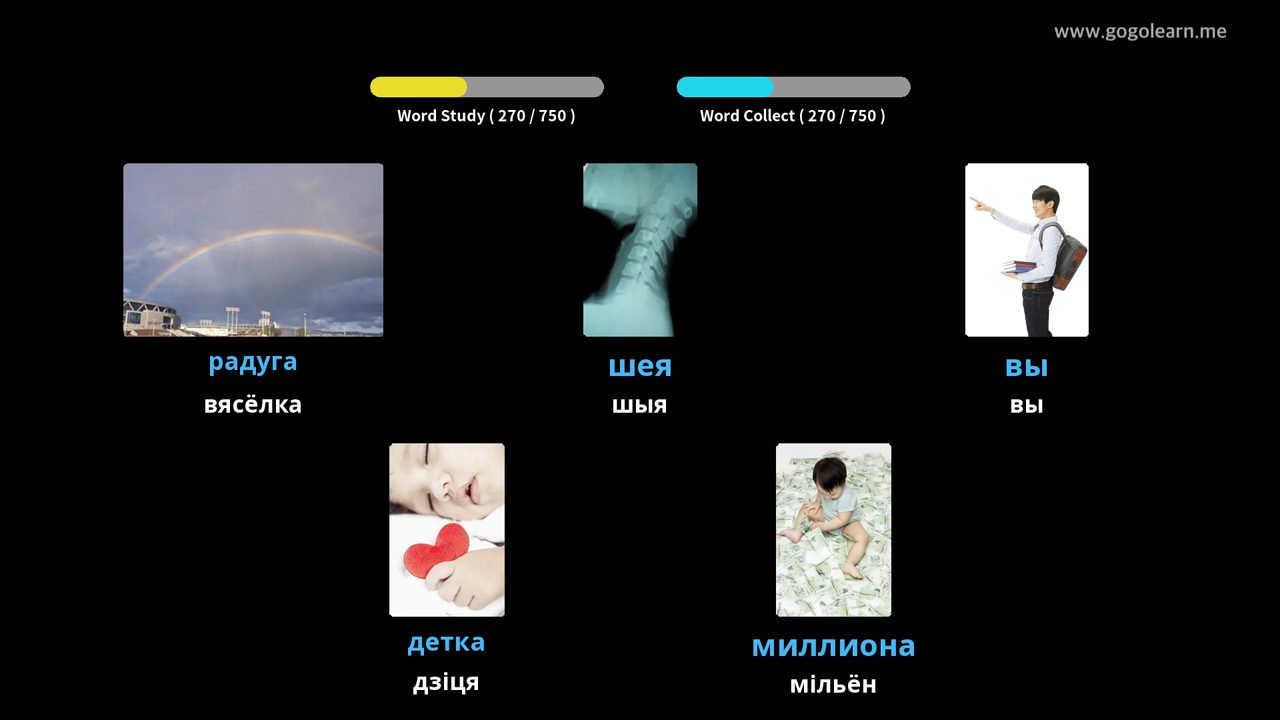 www.gogolearn.me
Word Study ( 270 / 750 )
Word Collect ( 270 / 750 )
радуга
вясёлка
шея
шыя
вы
вы
детка
дзіця
миллиона
мільён